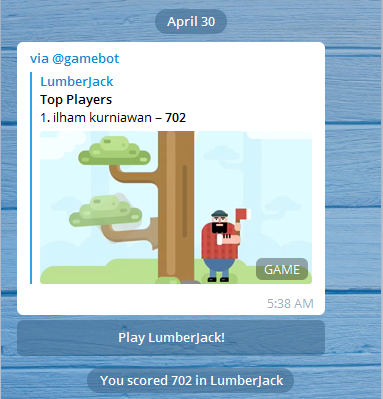 April 30
via @gamebot
LumberJack
Top Players
1. ilham kurniawan – 702
GAME
5:38 AM
Play LumberJack!
You scored 702 in LumberJack